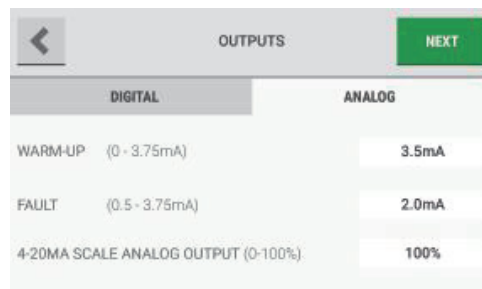 OUTPUTS NEXT
DIGITAL ANALOG
WARM-UP (0 - 3.75mA) 3.5mA
FAULT (0.5 - 3.75mA) 2.0mA
4-20MA SCALE ANALOG OUTPUT (0-100%) 100%